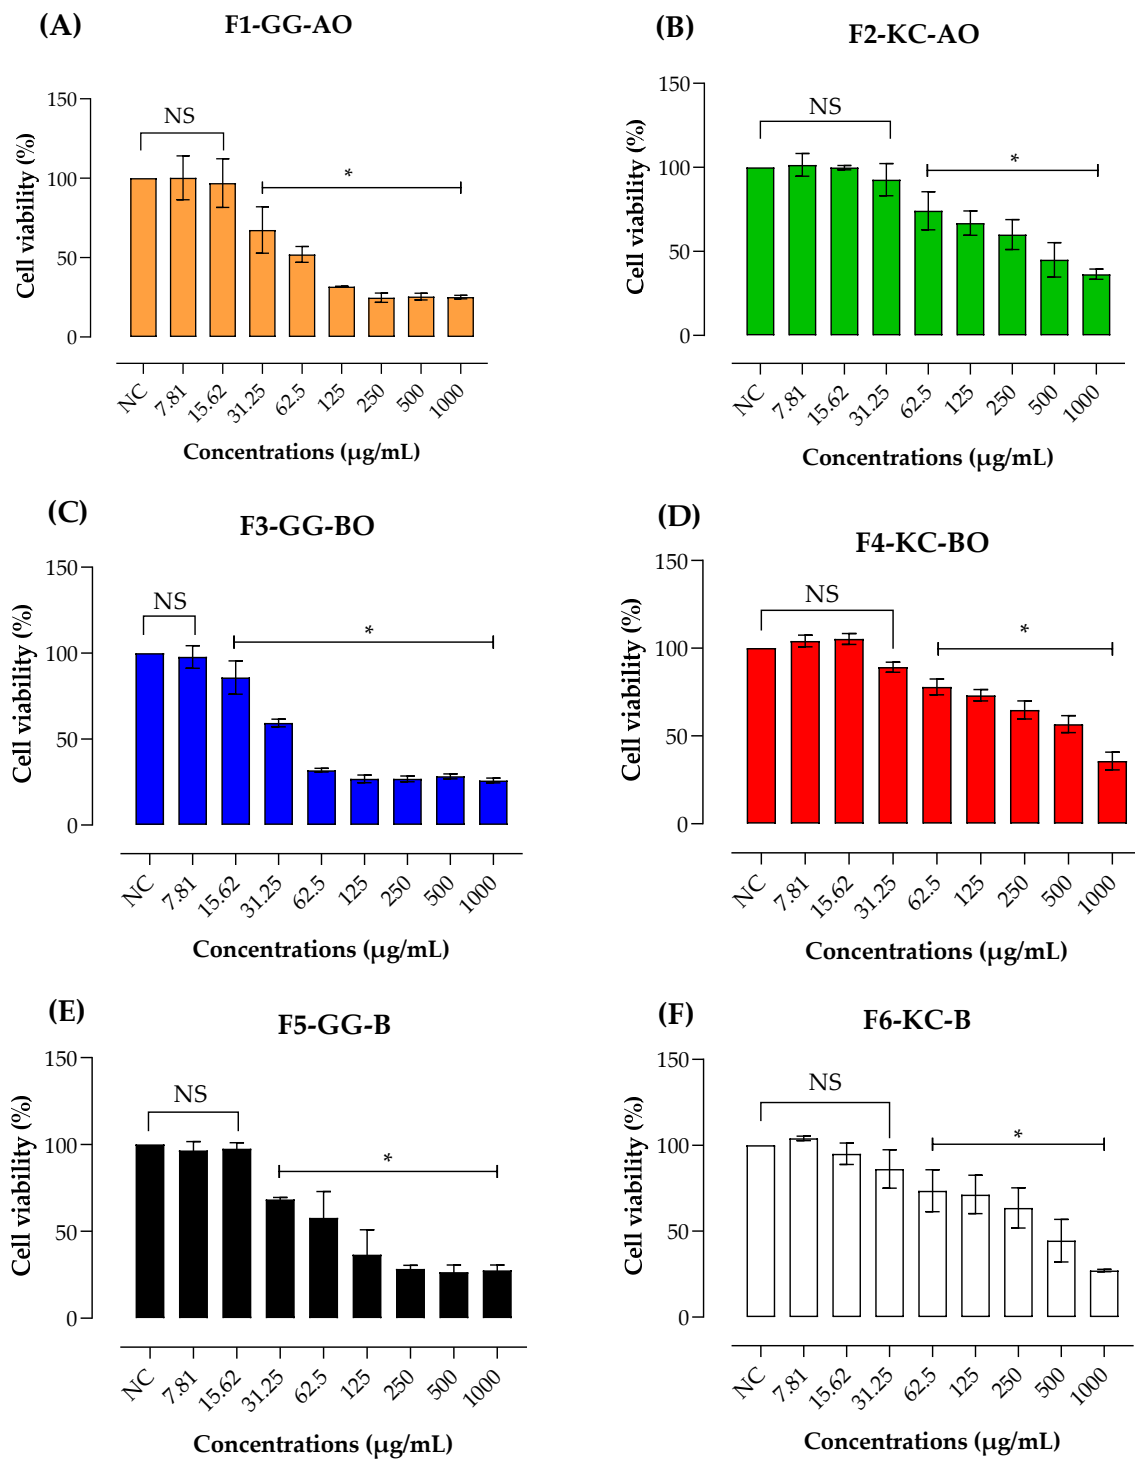 (A)
F1-GG-AO
150
100
50
0
Cell viability (%)
NS
*
NC
7.81
15.62
31.25
62.5
125
250
500
1000
Concentrations (µg/mL)
(B)
F2-KC-AO
150
100
50
0
Cell viability (%)
NS
*
NC
7.81
15.62
31.25
62.5
125
250
500
1000
Concentrations (µg/mL)
(C)
F3-GG-BO
150
100
50
0
Cell viability (%)
NS
*
NC
7.81
15.62
31.25
62.5
125
250
500
1000
Concentrations (µg/mL)
(D)
F4-KC-BO
150
100
50
0
Cell viability (%)
NS
*
NC
7.81
15.62
31.25
62.5
125
250
500
1000
Concentrations (µg/mL)
(E)
F5-GG-B
150
100
50
0
Cell viability (%)
NS
*
NC
7.81
15.62
31.25
62.5
125
250
500
1000
Concentrations (µg/mL)
(F)
F6-KC-B
150
100
50
0
Cell viability (%)
NS
*
NC
7.81
15.62
31.25
62.5
125
250
500
1000
Concentrations (µg/mL)